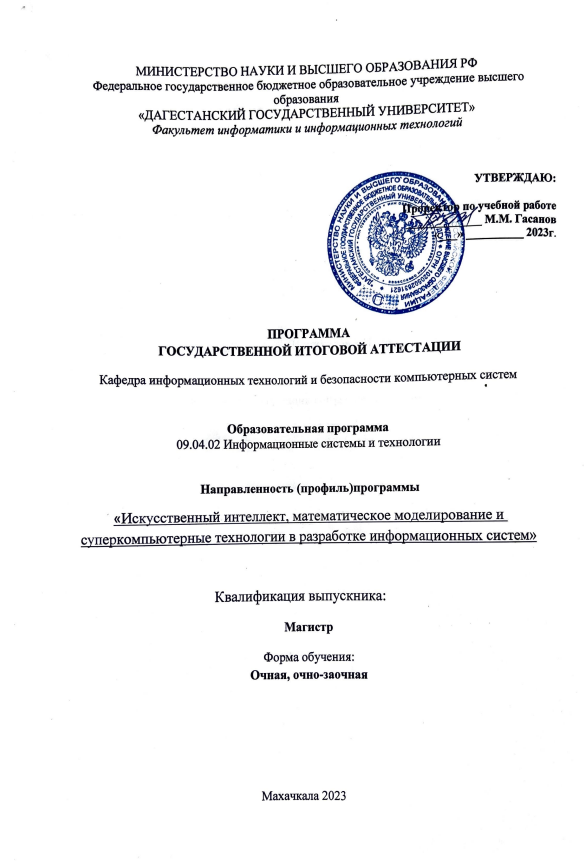 МИНИСТЕРСТВО НАУКИ И ВЫСШЕГО ОБРАЗОВАНИЯ РФ
Федеральное государственное бюджетное образовательное учреждение высшего
образования
«ДАГЕСТАНСКИЙ ГОСУДАРСТВЕННЫЙ УНИВЕРСИТЕТ»
Факультет информатики и информационных технологий
УТВЕРЖДАЮ:
Проректор по учебной работе
М.М. Гасанов
2023г.
ПРОГРАММА
ГОСУДАРСТВЕННОЙ ИТОГОВОЙ АТТЕСТАЦИИ
Кафедра информационных технологий и безопасности компьютерных систем
Образовательная программа
09.04.02 Информационные системы и технологии
Направленность (профиль)программы
«Искусственный интеллект, математическое моделирование и
суперкомпьютерные технологии в разработке информационных систем»
Квалификация выпускника:
Магистр
Форма обучения:
Очная, очно-заочная
Махачкала 2023